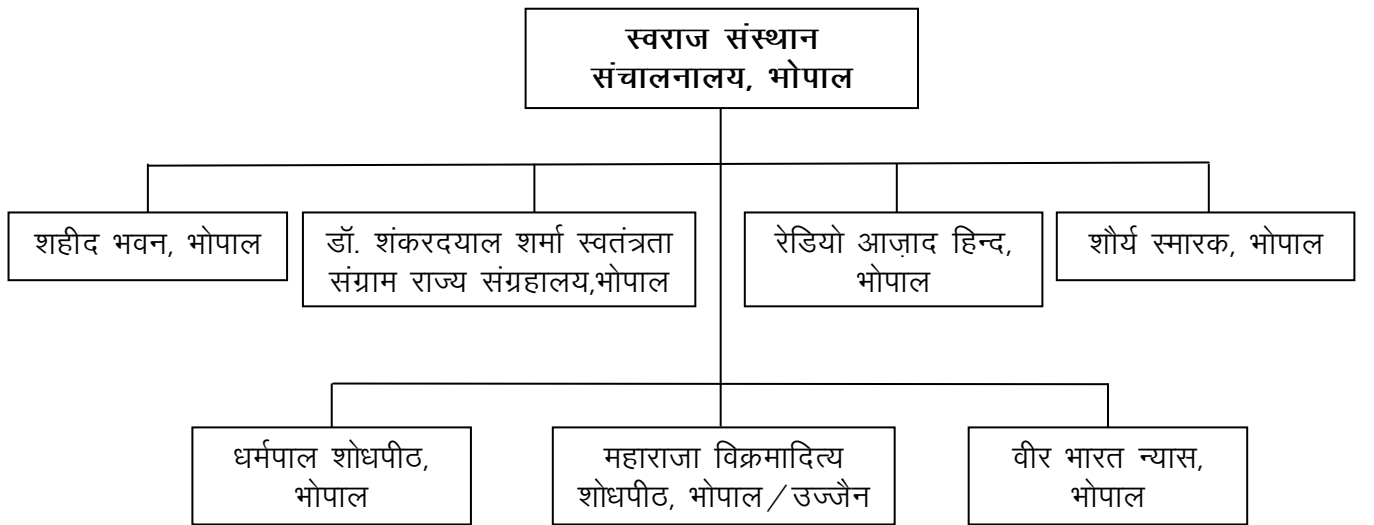 स्वराज संस्थान
संचालनालय, भोपाल
शहीद भवन, भोपाल
डॉ. शंकरदयाल शर्मा स्वतंत्रता
संग्राम राज्य संग्रहालय,भोपाल
रेडियो आज़ाद हिन्द,
भोपाल
शौर्य स्मारक, भोपाल
धर्मपाल शोधपीठ,
भोपाल
महाराजा विक्रमादित्य
शोधपीठ, भोपाल/उज्जैन
वीर भारत न्यास,
भोपाल